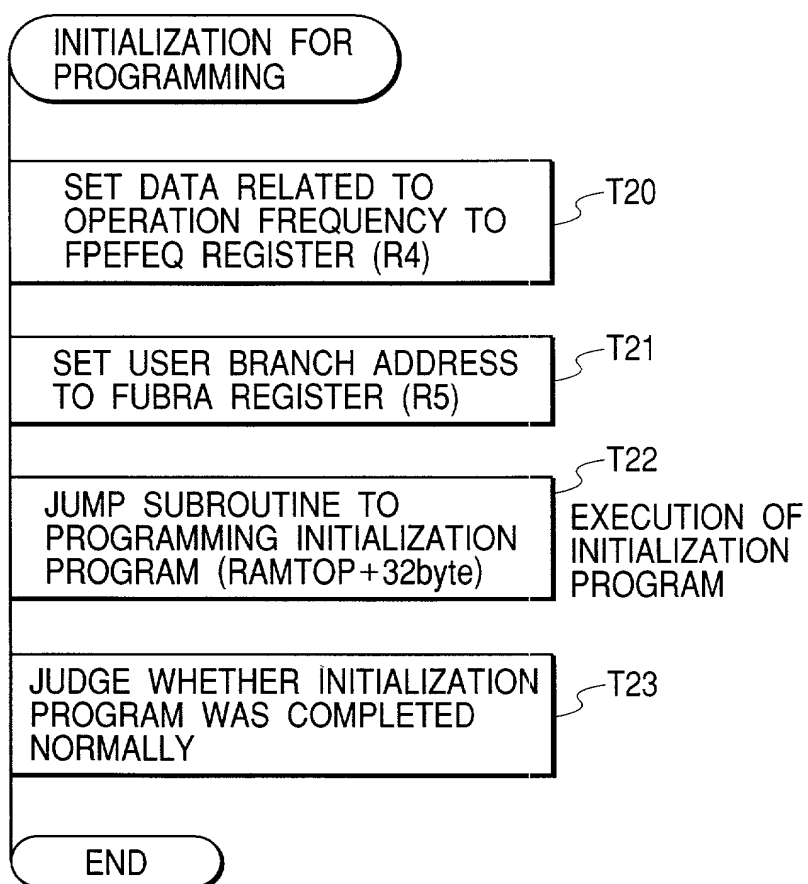 INITIALIZATION FOR
PROGRAMMING
SET DATA RELATED TO
OPERATION FREQUENCY TO
FPEFEQ REGISTER (R4)
T20
SET USER BRANCH ADDRESS
TO FUBRA REGISTER (R5)
T21
JUMP SUBROUTINE TO
PROGRAMMING INITIALIZATION
PROGRAM (RAMTOP+32byte)
T22
EXECUTION OF
INITIALIZATION
PROGRAM
JUDGE WHETHER INITIALIZATION
PROGRAM WAS COMPLETED
NORMALLY
T23
END